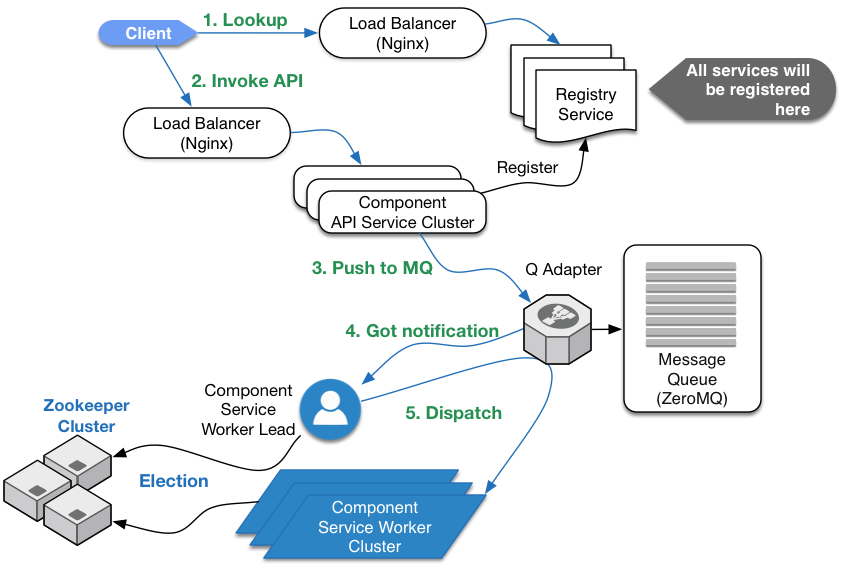 Client
1. Lookup
Load Balancer
(Nginx)
2. Invoke API
Load Balancer
(Nginx)
Registry
Service
All services will
be registered
here
Register
Component
API Service Cluster
3. Push to MQ
Q Adapter
4. Got notification
Message
Queue
(ZeroMQ)
Component
Service
Worker Lead
5. Dispatch
Zookeeper
Cluster
Election
Component
Service Worker
Cluster